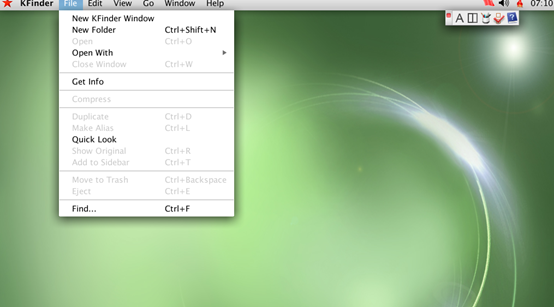 KFinder File Edit View Go Window Help 07:10
A
New KFinder Window
New Folder Ctrl+Shift+N
Open Ctrl+O
Open With
Close Window Ctrl+W
Get Info
Compress
Duplicate Ctrl+D
Make Alias Ctrl+L
Quick Look
Show Original Ctrl+R
Add to Sidebar Ctrl+T
Move to Trash Ctrl+Backspace
Eject Ctrl+E
Find... Ctrl+F